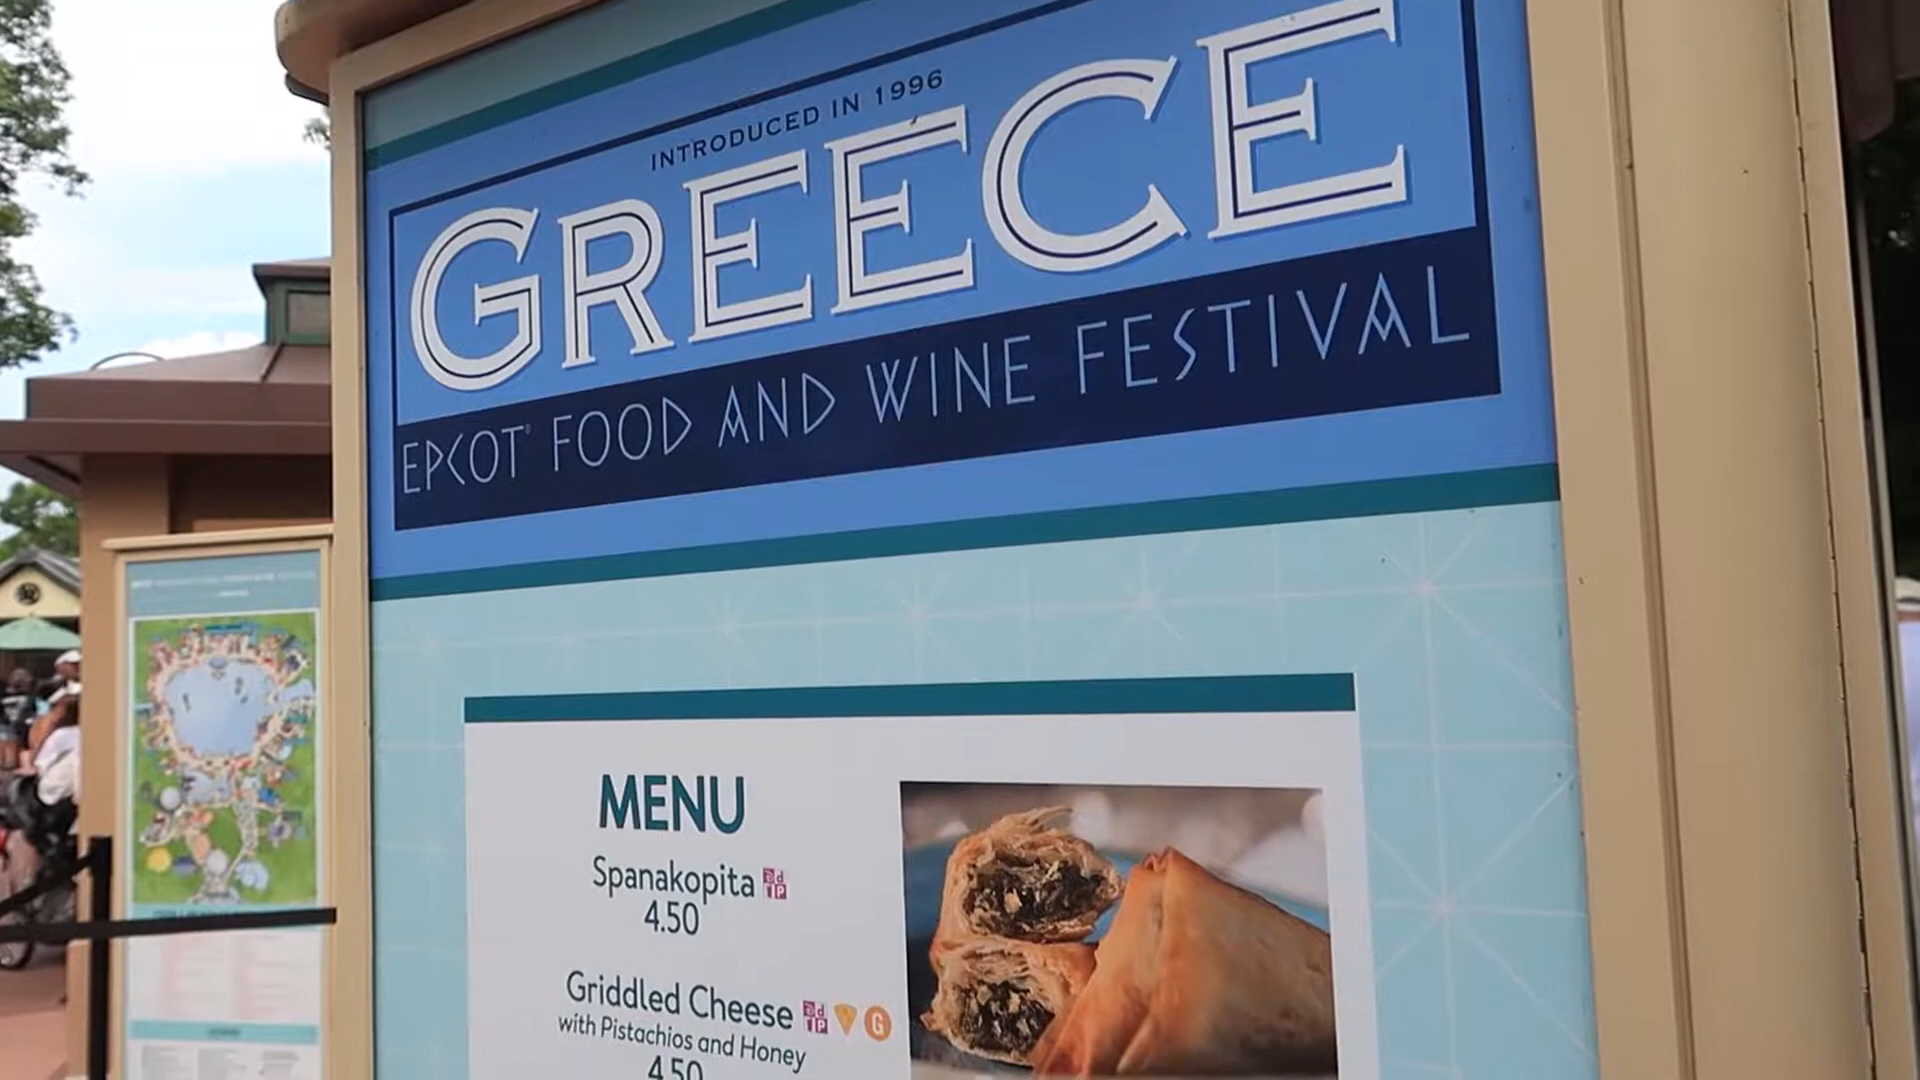 INTRODUCED IN 1996
GREECE
EPCOT® FOOD AND WINE FESTIVAL
MENU
Spanakopita
4.50
Griddled Cheese G
with Pistachios and Honey
4.50